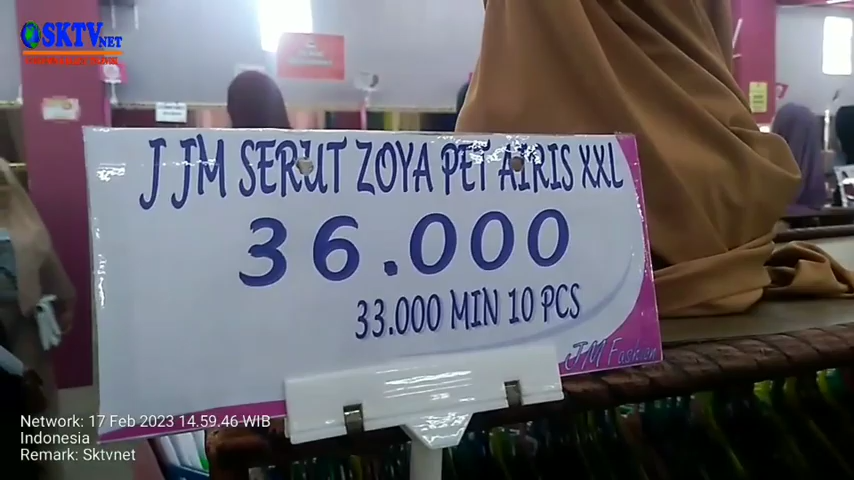 SKTV.NET
J JM SERUT ZOYA PET AIRIS XXL
36.000
33.000 MIN 10 PCS
JTM Fashion
Network: 17 Feb 2023 14.59.46 WIB
Indonesia
Remark: Sktvnet